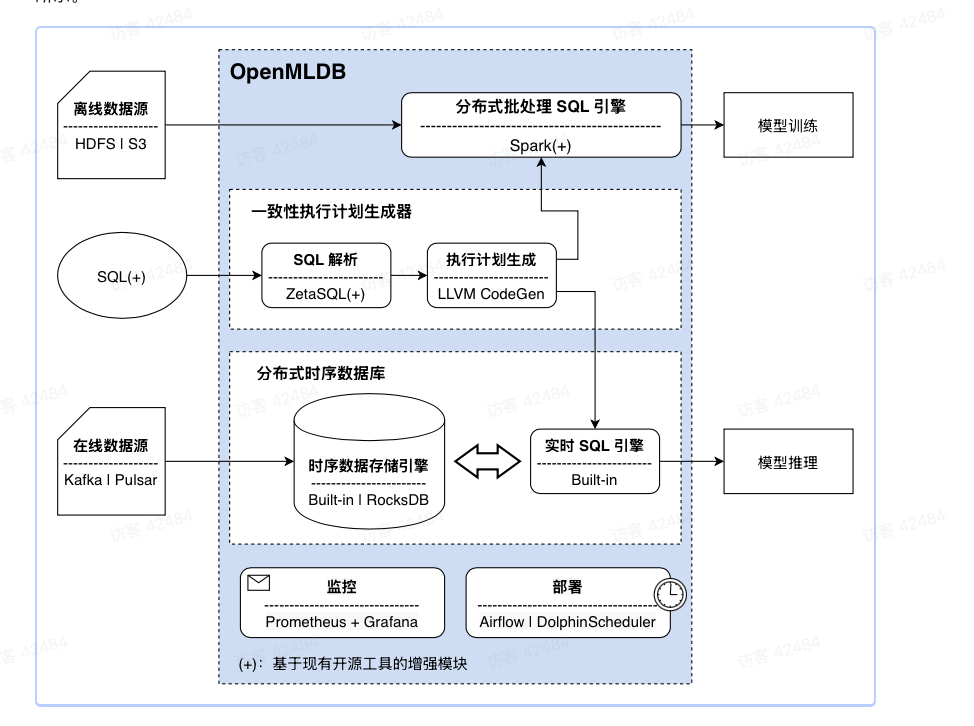 OpenMLDB
离线数据源
HDFS | S3
分布式批处理 SQL 引擎
Spark(+)
模型训练
一致性执行计划生成器
SQL(+)
SQL 解析
ZetaSQL(+)
执行计划生成
LLVM CodeGen
分布式时序数据库
在线数据源
Kafka | Pulsar
时序数据存储引擎
Built-in | RocksDB
实时 SQL 引擎
Built-in
模型推理
监控
Prometheus + Grafana
部署
Airflow | DolphinScheduler
(+)：基于现有开源工具的增强模块
访客 42484